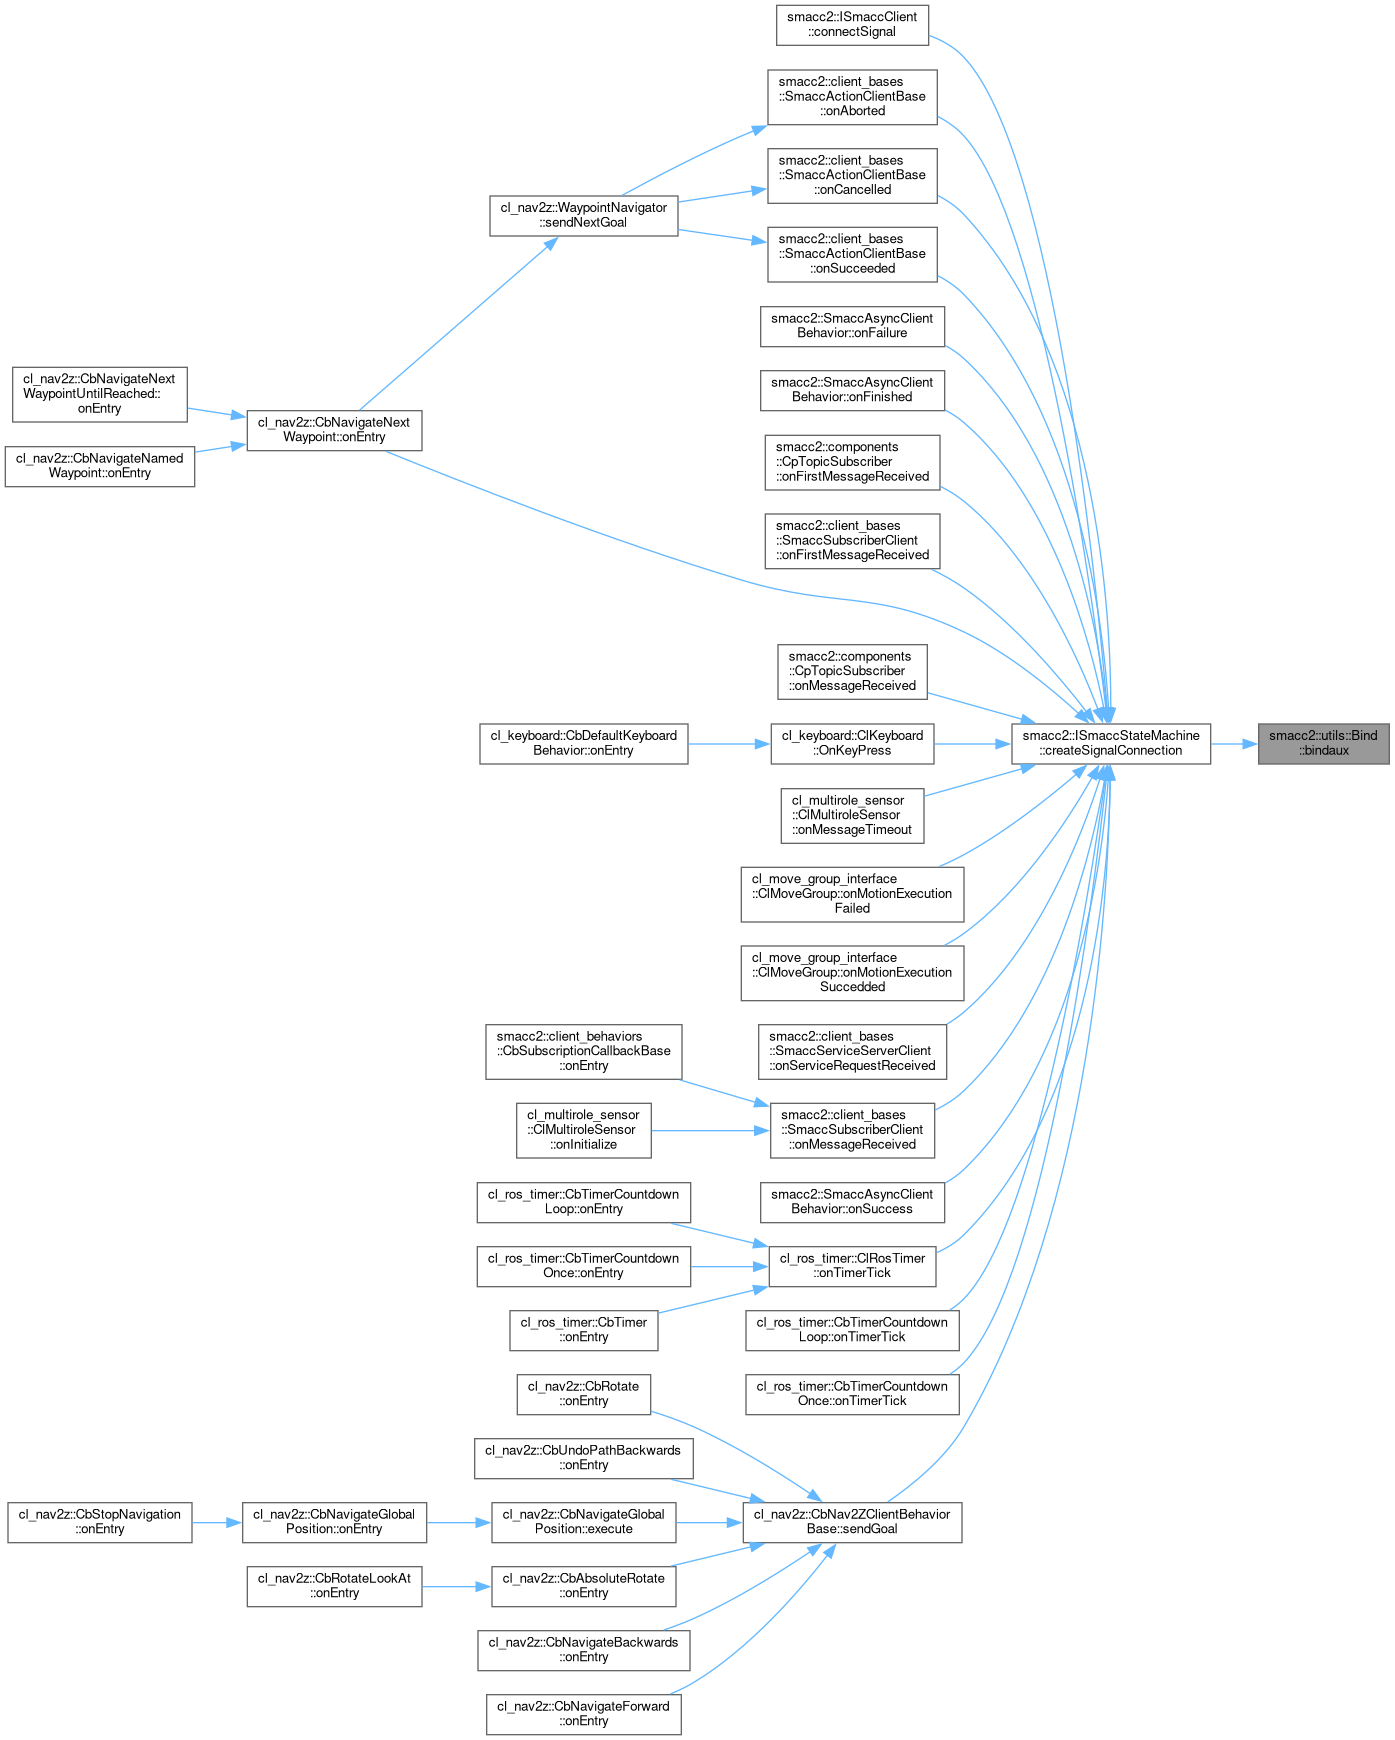 smacc2::ISmaccClient
::connectSignal
smacc2::client_bases
::SmaccActionClientBase
::onAborted
smacc2::client_bases
::SmaccActionClientBase
::onCancelled
cl_nav2z::WaypointNavigator
::sendNextGoal
smacc2::client_bases
::SmaccActionClientBase
::onSucceeded
smacc2::SmaccAsyncClient
Behavior::onFailure
cl_nav2z::CbNavigateNext
WaypointUntilReached::
onEntry
smacc2::SmaccAsyncClient
Behavior::onFinished
cl_nav2z::CbNavigateNext
Waypoint::onEntry
cl_nav2z::CbNavigateNamed
Waypoint::onEntry
smacc2::components
::CpTopicSubscriber
::onFirstMessageReceived
smacc2::client_bases
::SmaccSubscriberClient
::onFirstMessageReceived
smacc2::components
::CpTopicSubscriber
::onMessageReceived
cl_keyboard::CbDefaultKeyboard
Behavior::onEntry
cl_keyboard::ClKeyboard
::OnKeyPress
smacc2::ISmaccStateMachine
::createSignalConnection
smacc2::utils::Bind
::bindaux
cl_multirole_sensor
::ClMultiroleSensor
::onMessageTimeout
cl_move_group_interface
::ClMoveGroup::onMotionExecution
Failed
cl_move_group_interface
::ClMoveGroup::onMotionExecution
Succedded
smacc2::client_behaviors
::CbSubscriptionCallbackBase
::onEntry
smacc2::client_bases
::SmaccServiceServerClient
::onServiceRequestReceived
cl_multirole_sensor
::ClMultiroleSensor
::onInitialize
smacc2::client_bases
::SmaccSubscriberClient
::onMessageReceived
cl_ros_timer::CbTimerCountdown
Loop::onEntry
smacc2::SmaccAsyncClient
Behavior::onSuccess
cl_ros_timer::CbTimerCountdown
Once::onEntry
cl_ros_timer::ClRosTimer
::onTimerTick
cl_ros_timer::CbTimer
::onEntry
cl_ros_timer::CbTimerCountdown
Loop::onTimerTick
cl_nav2z::CbRotate
::onEntry
cl_ros_timer::CbTimerCountdown
Once::onTimerTick
cl_nav2z::CbUndoPathBackwards
::onEntry
cl_nav2z::CbStopNavigation
::onEntry
cl_nav2z::CbNavigateGlobal
Position::onEntry
cl_nav2z::CbNavigateGlobal
Position::execute
cl_nav2z::CbNav2ZClientBehavior
Base::sendGoal
cl_nav2z::CbRotateLookAt
::onEntry
cl_nav2z::CbAbsoluteRotate
::onEntry
cl_nav2z::CbNavigateBackwards
::onEntry
cl_nav2z::CbNavigateForward
::onEntry